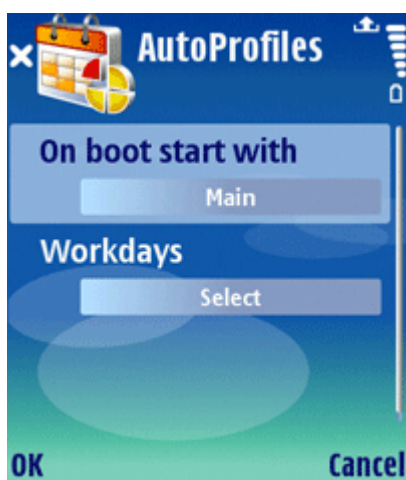 AutoProfiles
On boot start with
Main
Workdays
Select
OK Cancel